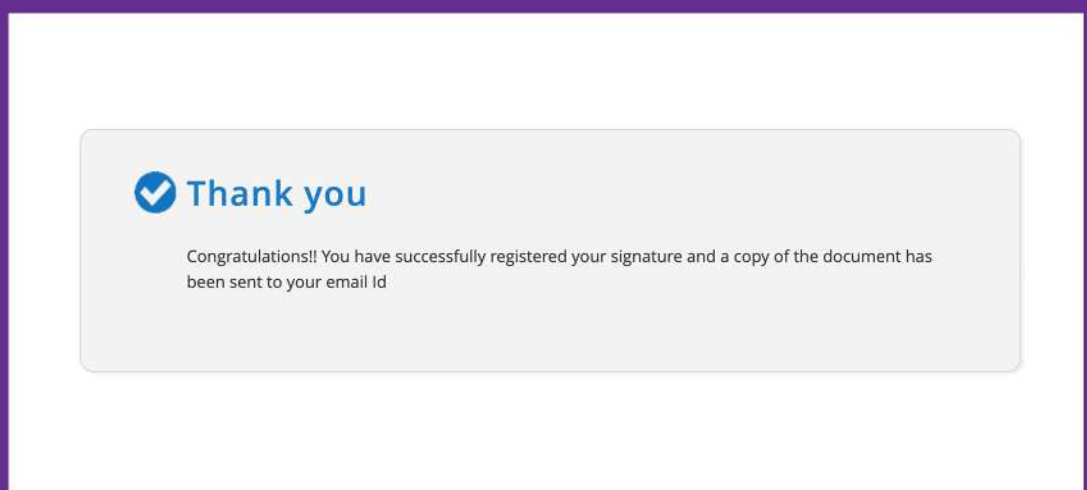 Thank you
Congratulations!! You have successfully registered your signature and a copy of the document has
been sent to your email Id